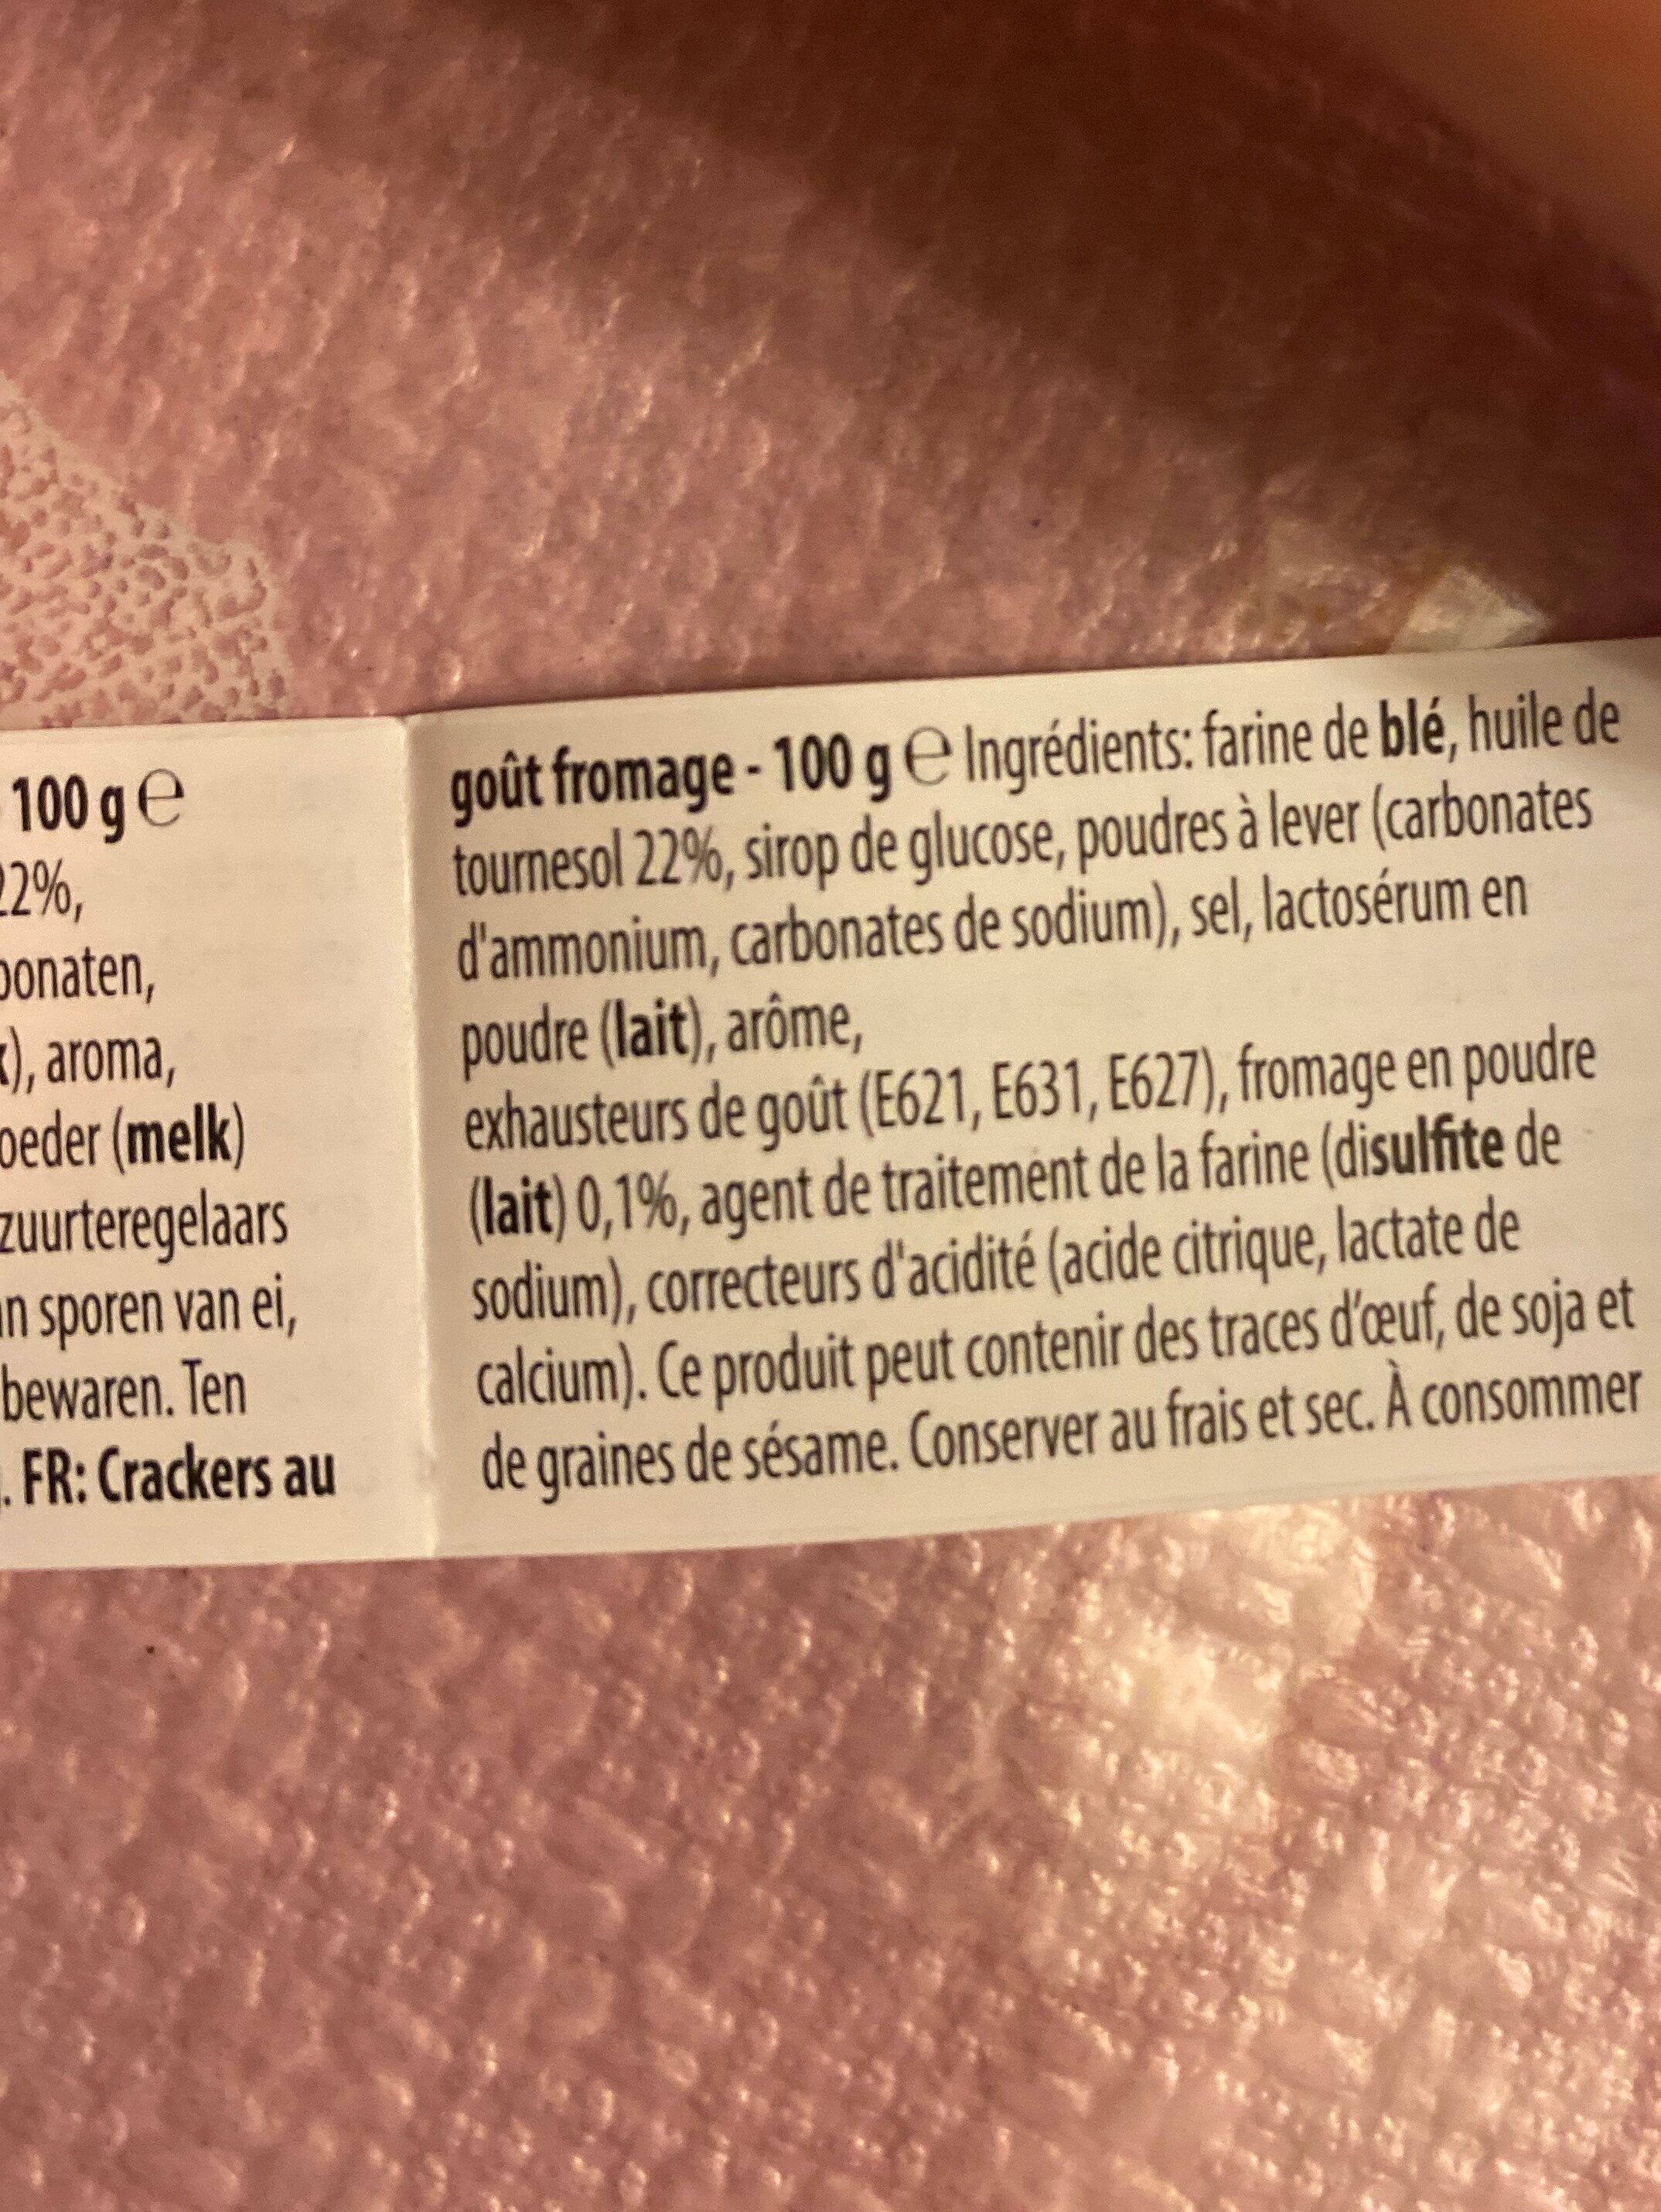 100 g ℮
22%,
bonaten,
), aroma,
oeder (melk)
zuurteregelaars
an sporen van ei,
bewaren. Ten
. FR: Crackers au
goût fromage - 100 g ℮ Ingrédients: farine de blé, huile de
tournesol 22%, sirop de glucose, poudres à lever (carbonates
d'ammonium, carbonates de sodium), sel, lactosérum en
poudre (lait), arôme,
exhausteurs de goût (E621, E631, E627), fromage en poudre
(lait) 0,1%, agent de traitement de la farine (disulfite de
sodium), correcteurs d'acidité (acide citrique, lactate de
calcium). Ce produit peut contenir des traces d'œuf, de soja et
de graines de sésame. Conserver au frais et sec. À consommer